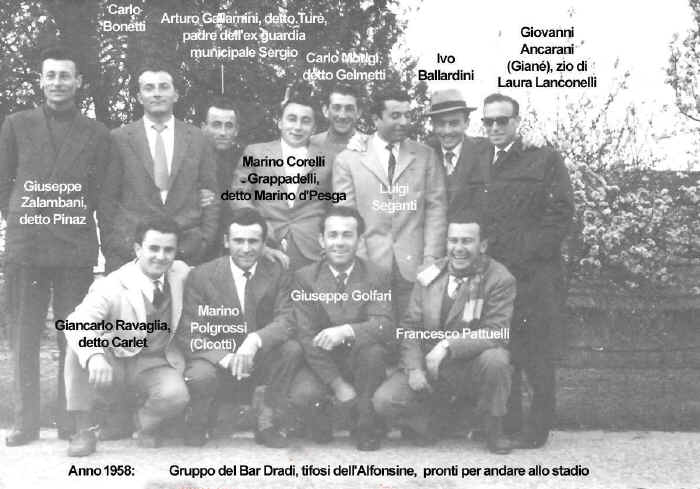 Carlo
Bonetti
Arturo Gallamini, detto Turè,
padre dell'ex guardia
municipale Sergio
Carlo Morigi,
detto Gelmetti
Ivo
Ballardini
Giovanni
Ancarani
(Giané), zio di
Laura Lanconelli
Giuseppe
Zalambani,
detto Pinaz
Marino Corelli
Grappadelli,
detto Marino d'Pesga
Luigi
Seganti
Giancarlo Ravaglia,
detto Carlet
Marino
Polgrossi
(Cicotti)
Giuseppe Golfari
Francesco Pattuelli
Anno 1958: Gruppo del Bar Dradi, tifosi dell'Alfonsine, pronti per andare allo stadio